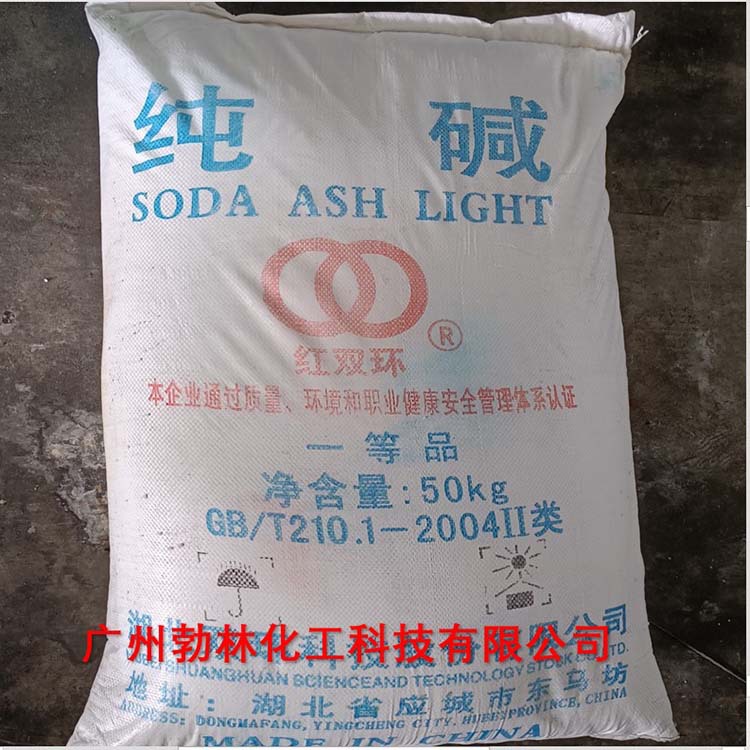 纯 碱
SODA ASH LIGHT
®
红双环
本企业通过质量、环境和职业健康安全管理体系认证
一等品
净含量:50kg
GB/T210.1-2004II类
广州勃林化工科技有限公司
SHUANGHUAN SCIENCEAND TECHNOLOGY STOCK CO.,LTD.
地址:湖北省应城市东马坊
ADDRESS: DONGMAFANG, YINGCHENG CITY, HUBEIPROVINCE, CHINA
MADE IN CHINA